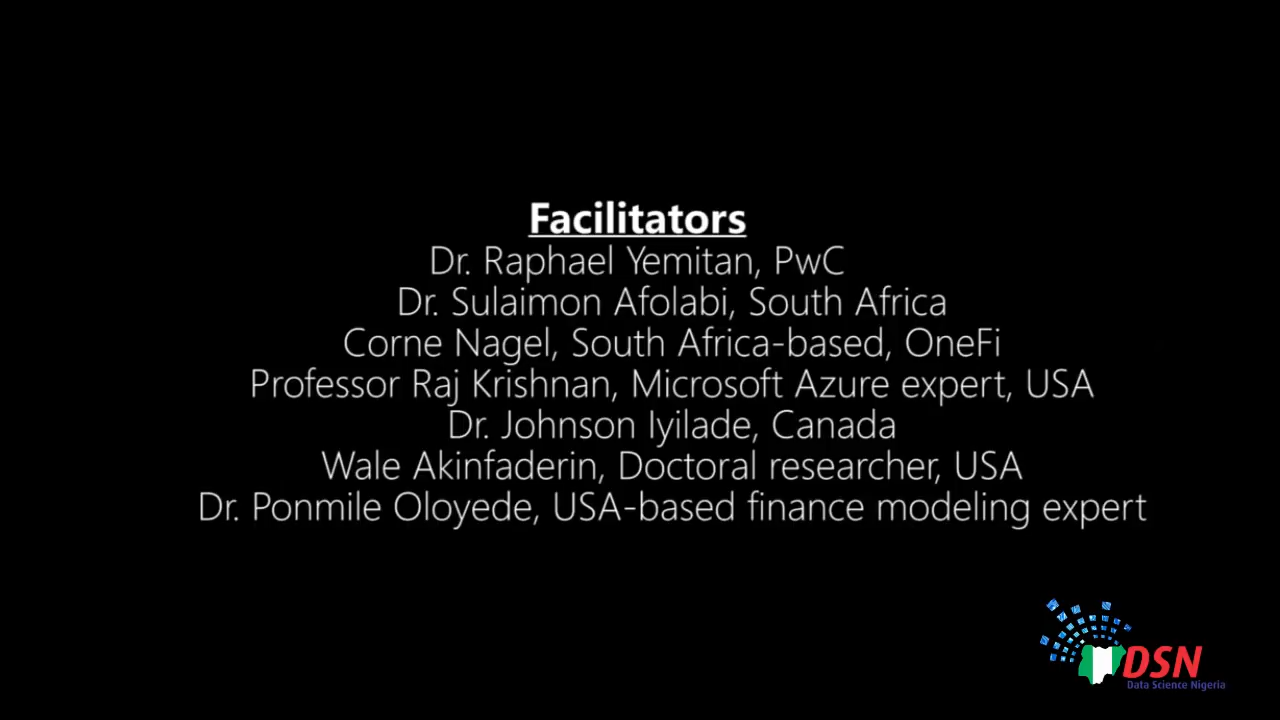 Facilitators
Dr. Raphael Yemitan, PwC
Dr. Sulaimon Afolabi, South Africa
Corne Nagel, South Africa-based, OneFi
Professor Raj Krishnan, Microsoft Azure expert, USA
Dr. Johnson Iyilade, Canada
Wale Akinfaderin, Doctoral researcher, USA
Dr. Ponmile Oloyede, USA-based finance modeling expert
DSN
Data Science Nigeria